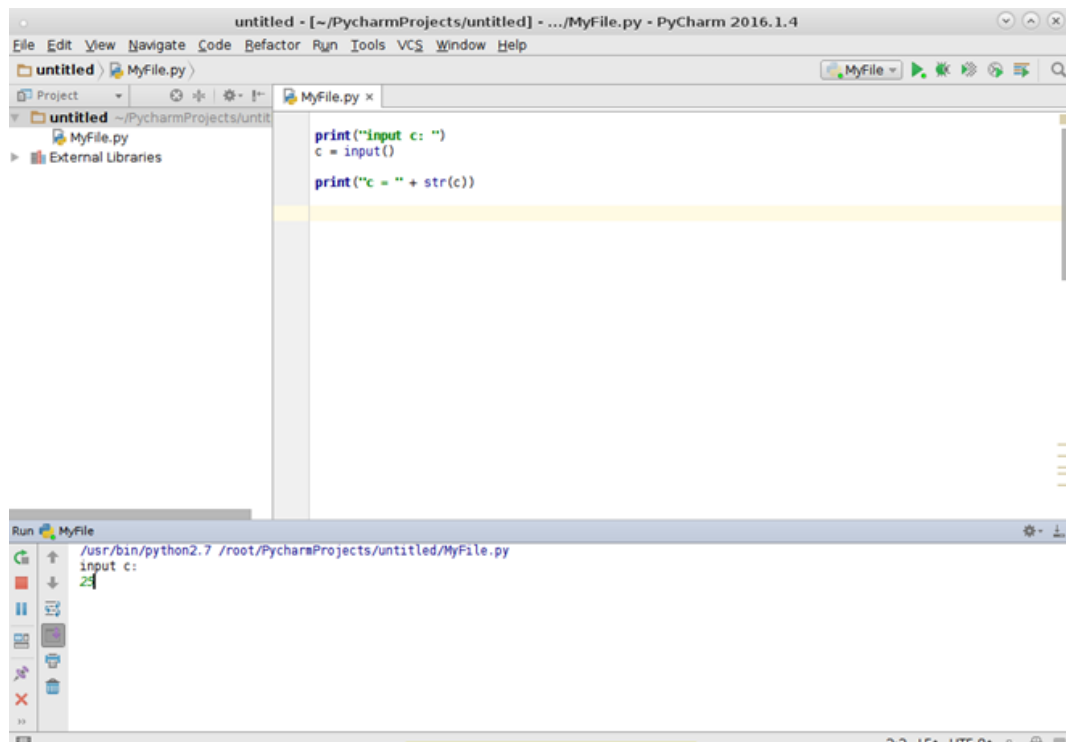 untitled - [~/PycharmProjects/untitled] - .../MyFile.py - PyCharm 2016.1.4
File Edit View Navigate Code Refactor Run Tools VCS Window Help
untitled MyFile.py
MyFile
Project
MyFile.py ×
untitled ~/PycharmProjects/untit
MyFile.py
External Libraries
print("input c: ")
c = input()
print("c = " + str(c))
Run MyFile
/usr/bin/python2.7 /root/PycharmProjects/untitled/MyFile.py
input c:
25